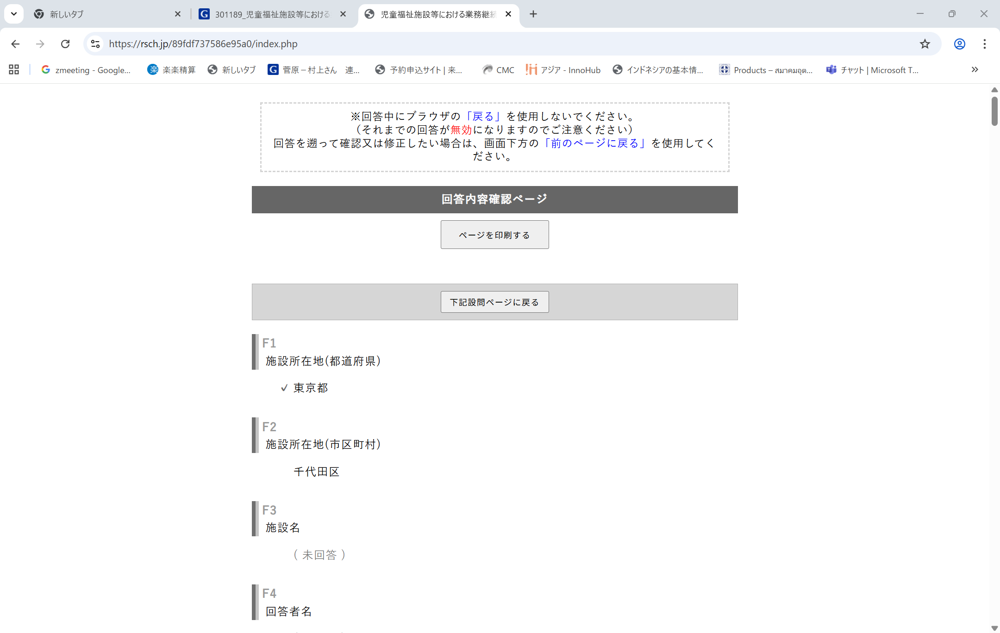 新しいタブ
301189_児童福祉施設等における
児童福祉施設等における業務継続
https://rsch.jp/89fdf737586e95a0/index.php
zmeeting - Google...
楽 楽楽精算
新しいタブ
G 菅原－村上さん　連...
予約申込サイト | 来...
CMC
アジア - InnoHub
インドネシアの基本情...
Products – สมาคมอุต...
チャット | Microsoft T...
※回答中にブラウザの「戻る」を使用しないでください。
（それまでの回答が無効になりますのでご注意ください）
回答を遡って確認又は修正したい場合は、画面下方の「前のページに戻る」を使用してく
ださい。
回答内容確認ページ
ページを印刷する
下記設問ページに戻る
F1
施設所在地(都道府県)
✓ 東京都
F2
施設所在地(市区町村)
千代田区
F3
施設名
( 未回答 )
F4
回答者名